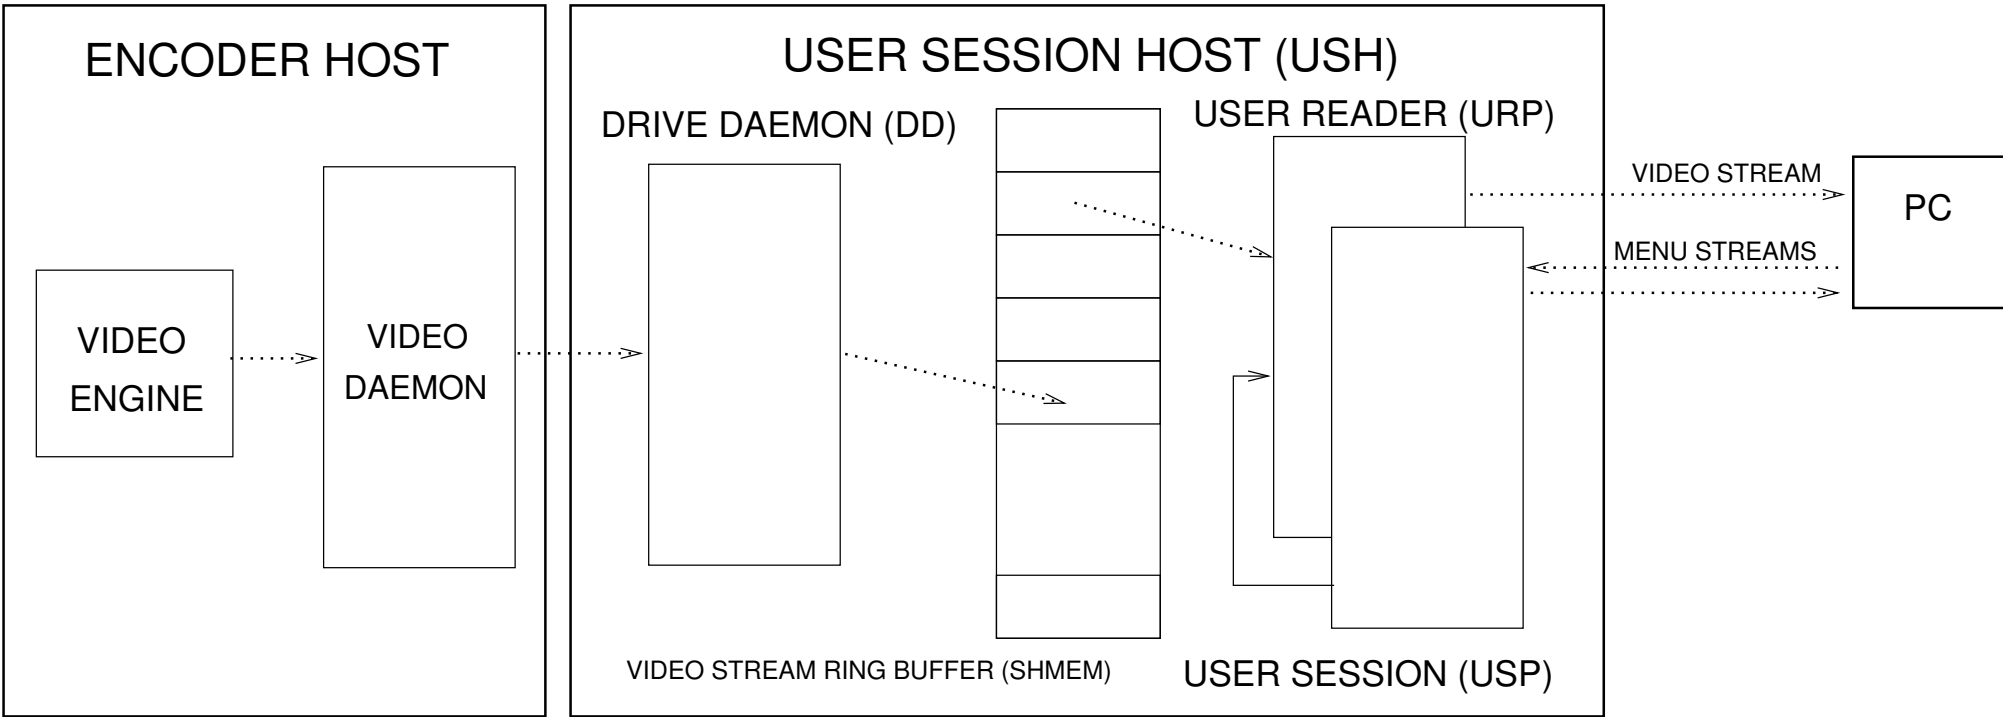 ENCODER HOST
VIDEO
ENGINE
VIDEO
DAEMON
USER SESSION HOST (USH)
DRIVE DAEMON (DD)
USER READER (URP)
VIDEO STREAM RING BUFFER (SHMEM)
USER SESSION (USP)
VIDEO STREAM
MENU STREAMS
PC